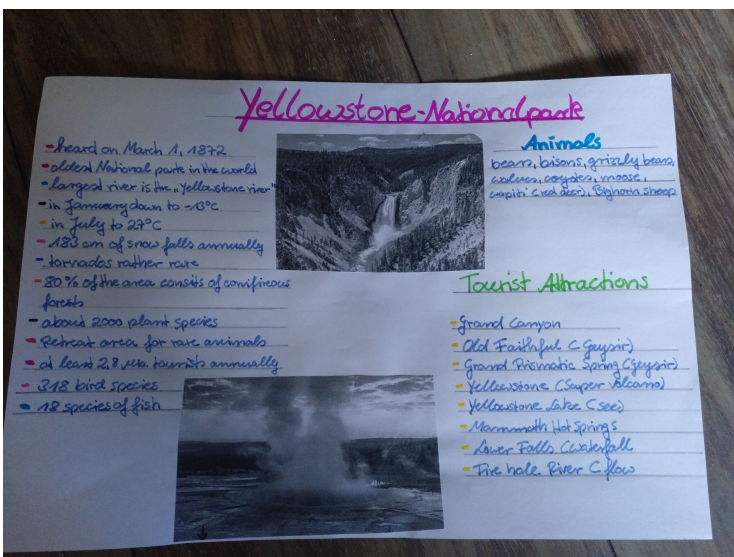 Yellowstone-Nationalpark
- heard on March 1, 1872
- oldest National park in the world
- largest river is the „Yellowstone river"
- in January down to -13°C
- in July to 27°C
- 183 cm of snow falls annually
- tornados rather rare
- 80% of the area consits of conifireous
forests
- about 2000 plant species
- Retreat area for rare animals
- at least 2,8 Mio. tourists annually
- 318 bird species
- 18 species of fish
Animals
bears, bisons, grizzly bears,
wolves, coyotes, moose,
wapiti (red deer), Bighorn sheep
Tourist Attractions
- Grand Canyon
- Old Faithful (Geysir)
- Grand Prismatic Spring (Geysir)
- Yellowstone (Super volcano)
- Yellowstone Lake (see)
- Mammoth Hot Springs
- Lower Falls (Waterfall
- Fire hole River (flow